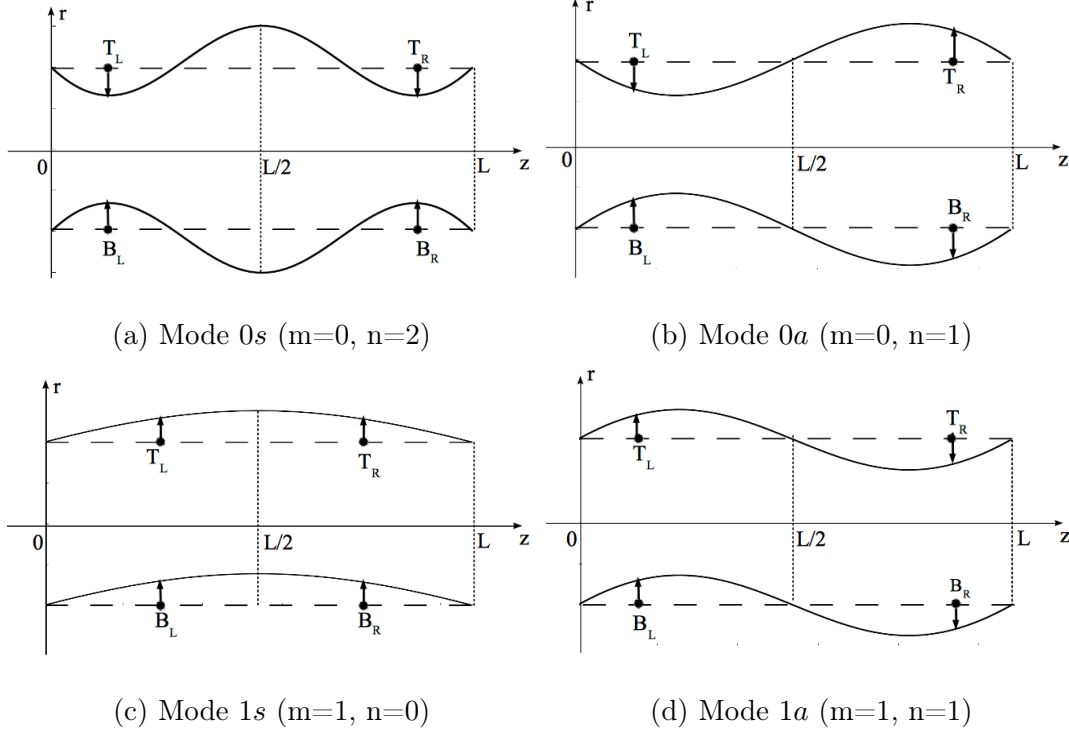 r
T_L
T_R
0
L/2
L
z
B_L
B_R
(a) Mode 0s (m=0, n=2)
r
T_L
T_R
0
L/2
L
z
B_L
B_R
(b) Mode 0a (m=0, n=1)
r
T_L
T_R
0
L/2
L
z
B_L
B_R
(c) Mode 1s (m=1, n=0)
r
T_L
T_R
0
L/2
L
z
B_L
B_R
(d) Mode 1a (m=1, n=1)